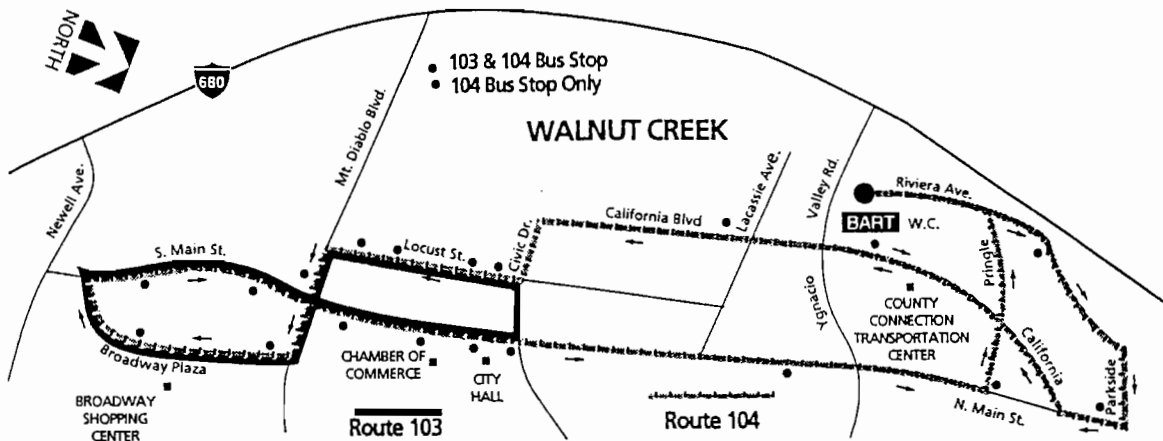 NORTH
680
103 & 104 Bus Stop
104 Bus Stop Only
WALNUT CREEK
Newell Ave.
Mt. Diablo Blvd.
Lacassie Ave.
Valley Rd.
Ygnacio
Riviera Ave.
BART W.C.
California Blvd
Civic Dr.
Locust St.
S. Main St.
Pringle
COUNTY
CONNECTION
TRANSPORTATION
CENTER
California
Parkside
N. Main St.
Broadway Plaza
CHAMBER OF
COMMERCE
CITY
HALL
BROADWAY
SHOPPING
CENTER
Route 103
Route 104